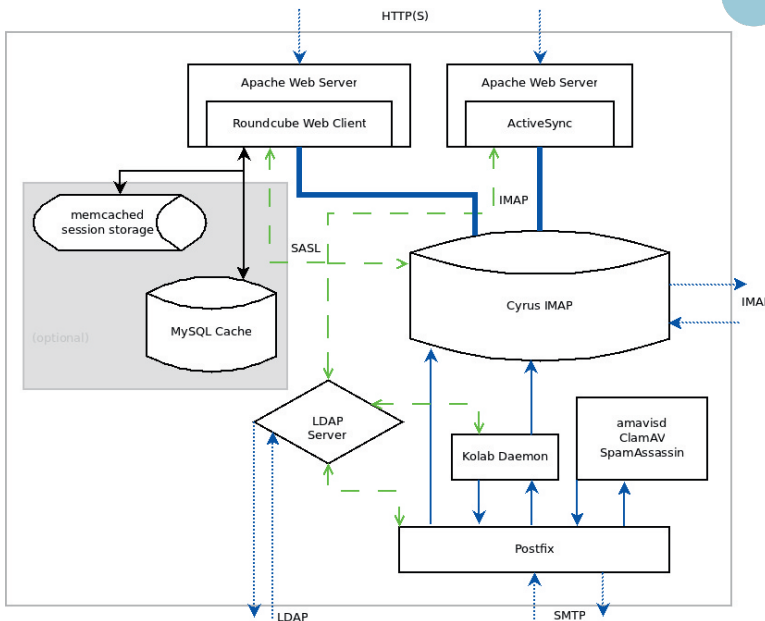 HTTP(S)
Apache Web Server
Roundcube Web Client
Apache Web Server
ActiveSync
IMAP
memcached
session storage
SASL
MySQL Cache
(optional)
Cyrus IMAP
IMA
LDAP
Server
Kolab Daemon
amavisd
ClamAV
SpamAssassin
Postfix
LDAP
SMTP